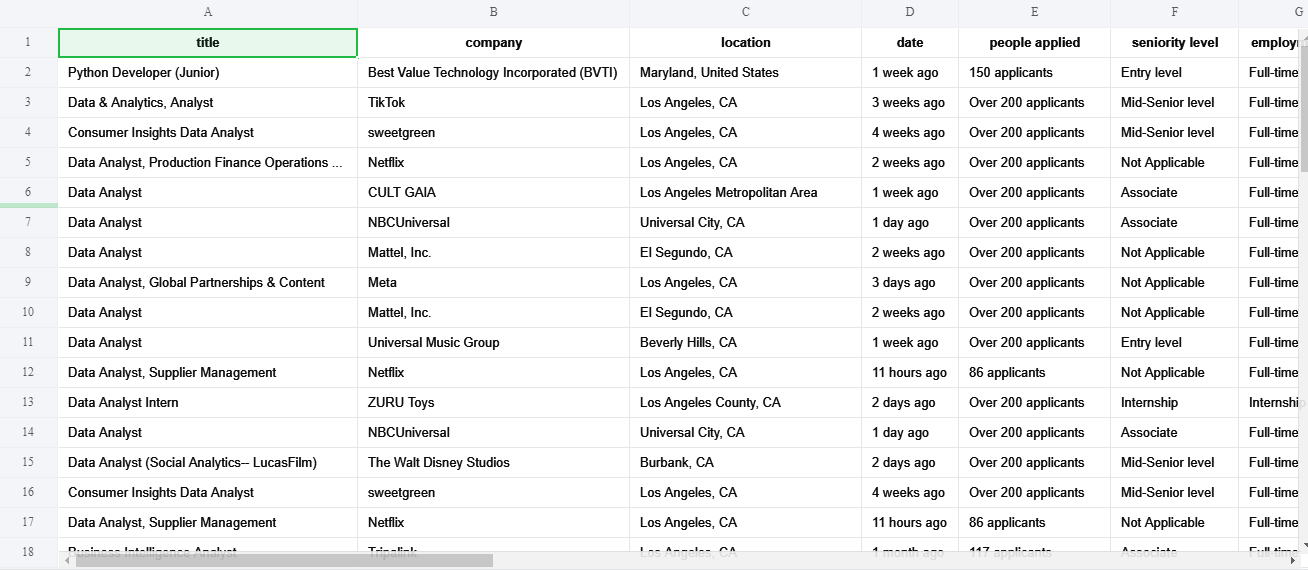 A B C D E F G
1 title company location date people applied seniority level
2 Python Developer (Junior) Best Value Technology Incorporated (BVTI) Maryland, United States 1 week ago 150 applicants Entry level Full-time
3 Data & Analytics, Analyst TikTok Los Angeles, CA 3 weeks ago Over 200 applicants Mid-Senior level Full-time
4 Consumer Insights Data Analyst sweetgreen Los Angeles, CA 4 weeks ago Over 200 applicants Mid-Senior level Full-time
5 Data Analyst, Production Finance Operations ... Netflix Los Angeles, CA 2 weeks ago Over 200 applicants Not Applicable Full-time
6 Data Analyst CULT GAIA Los Angeles Metropolitan Area 1 week ago Over 200 applicants Associate Full-time
7 Data Analyst NBCUniversal Universal City, CA 1 day ago Over 200 applicants Associate Full-time
8 Data Analyst Mattel, Inc. El Segundo, CA 2 weeks ago Over 200 applicants Not Applicable Full-time
9 Data Analyst, Global Partnerships & Content Meta Los Angeles, CA 3 days ago Over 200 applicants Not Applicable Full-time
10 Data Analyst Mattel, Inc. El Segundo, CA 2 weeks ago Over 200 applicants Not Applicable Full-time
11 Data Analyst Universal Music Group Beverly Hills, CA 1 week ago Over 200 applicants Entry level Full-time
12 Data Analyst, Supplier Management Netflix Los Angeles, CA 11 hours ago 86 applicants Not Applicable Full-time
13 Data Analyst Intern ZURU Toys Los Angeles County, CA 2 days ago Over 200 applicants Internship Internship
14 Data Analyst NBCUniversal Universal City, CA 1 day ago Over 200 applicants Associate Full-time
15 Data Analyst (Social Analytics-- LucasFilm) The Walt Disney Studios Burbank, CA 2 days ago Over 200 applicants Mid-Senior level Full-time
16 Consumer Insights Data Analyst sweetgreen Los Angeles, CA 4 weeks ago Over 200 applicants Mid-Senior level Full-time
17 Data Analyst, Supplier Management Netflix Los Angeles, CA 11 hours ago 86 applicants Not Applicable Full-time
18 Business Intelligence Analyst Tripalink Los Angeles, CA 1 month ago 117 applicants Associate Full-time